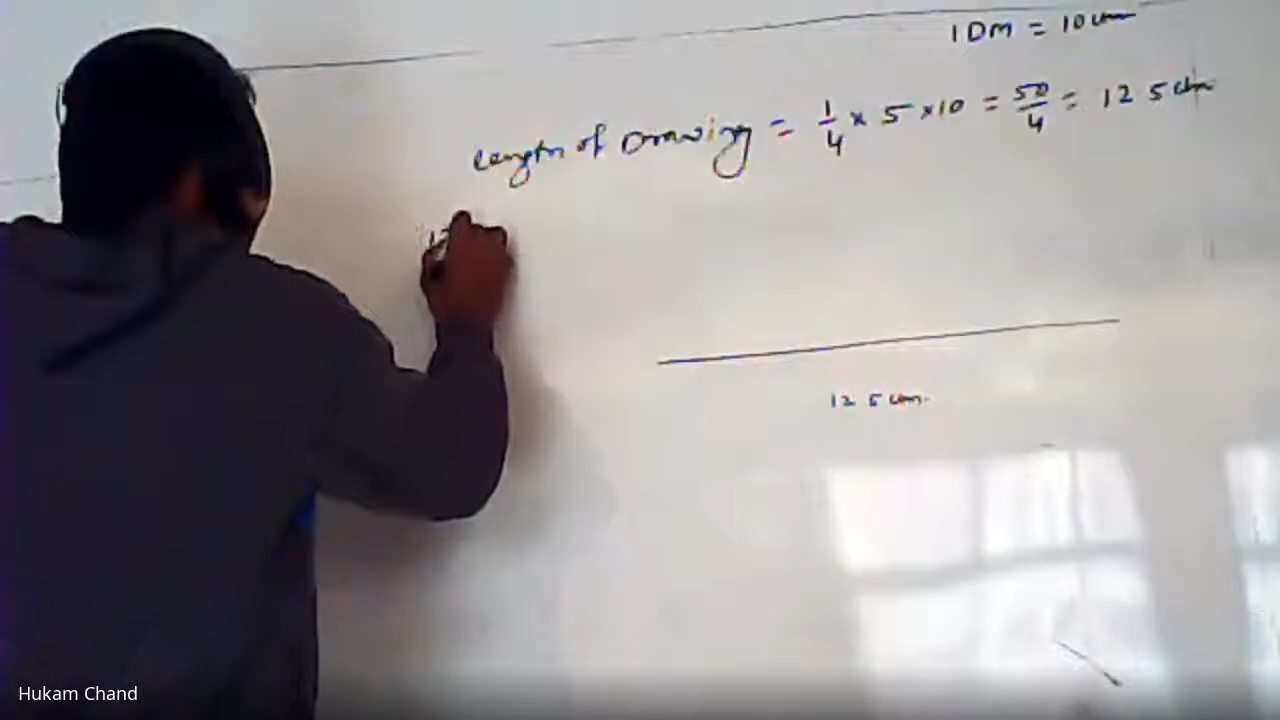 1 Dm = 10 cm
Length of Drawing = 1/4 × 5 × 10 = 50/4 = 12 5 cm
12 5 cm.
Hukam Chand